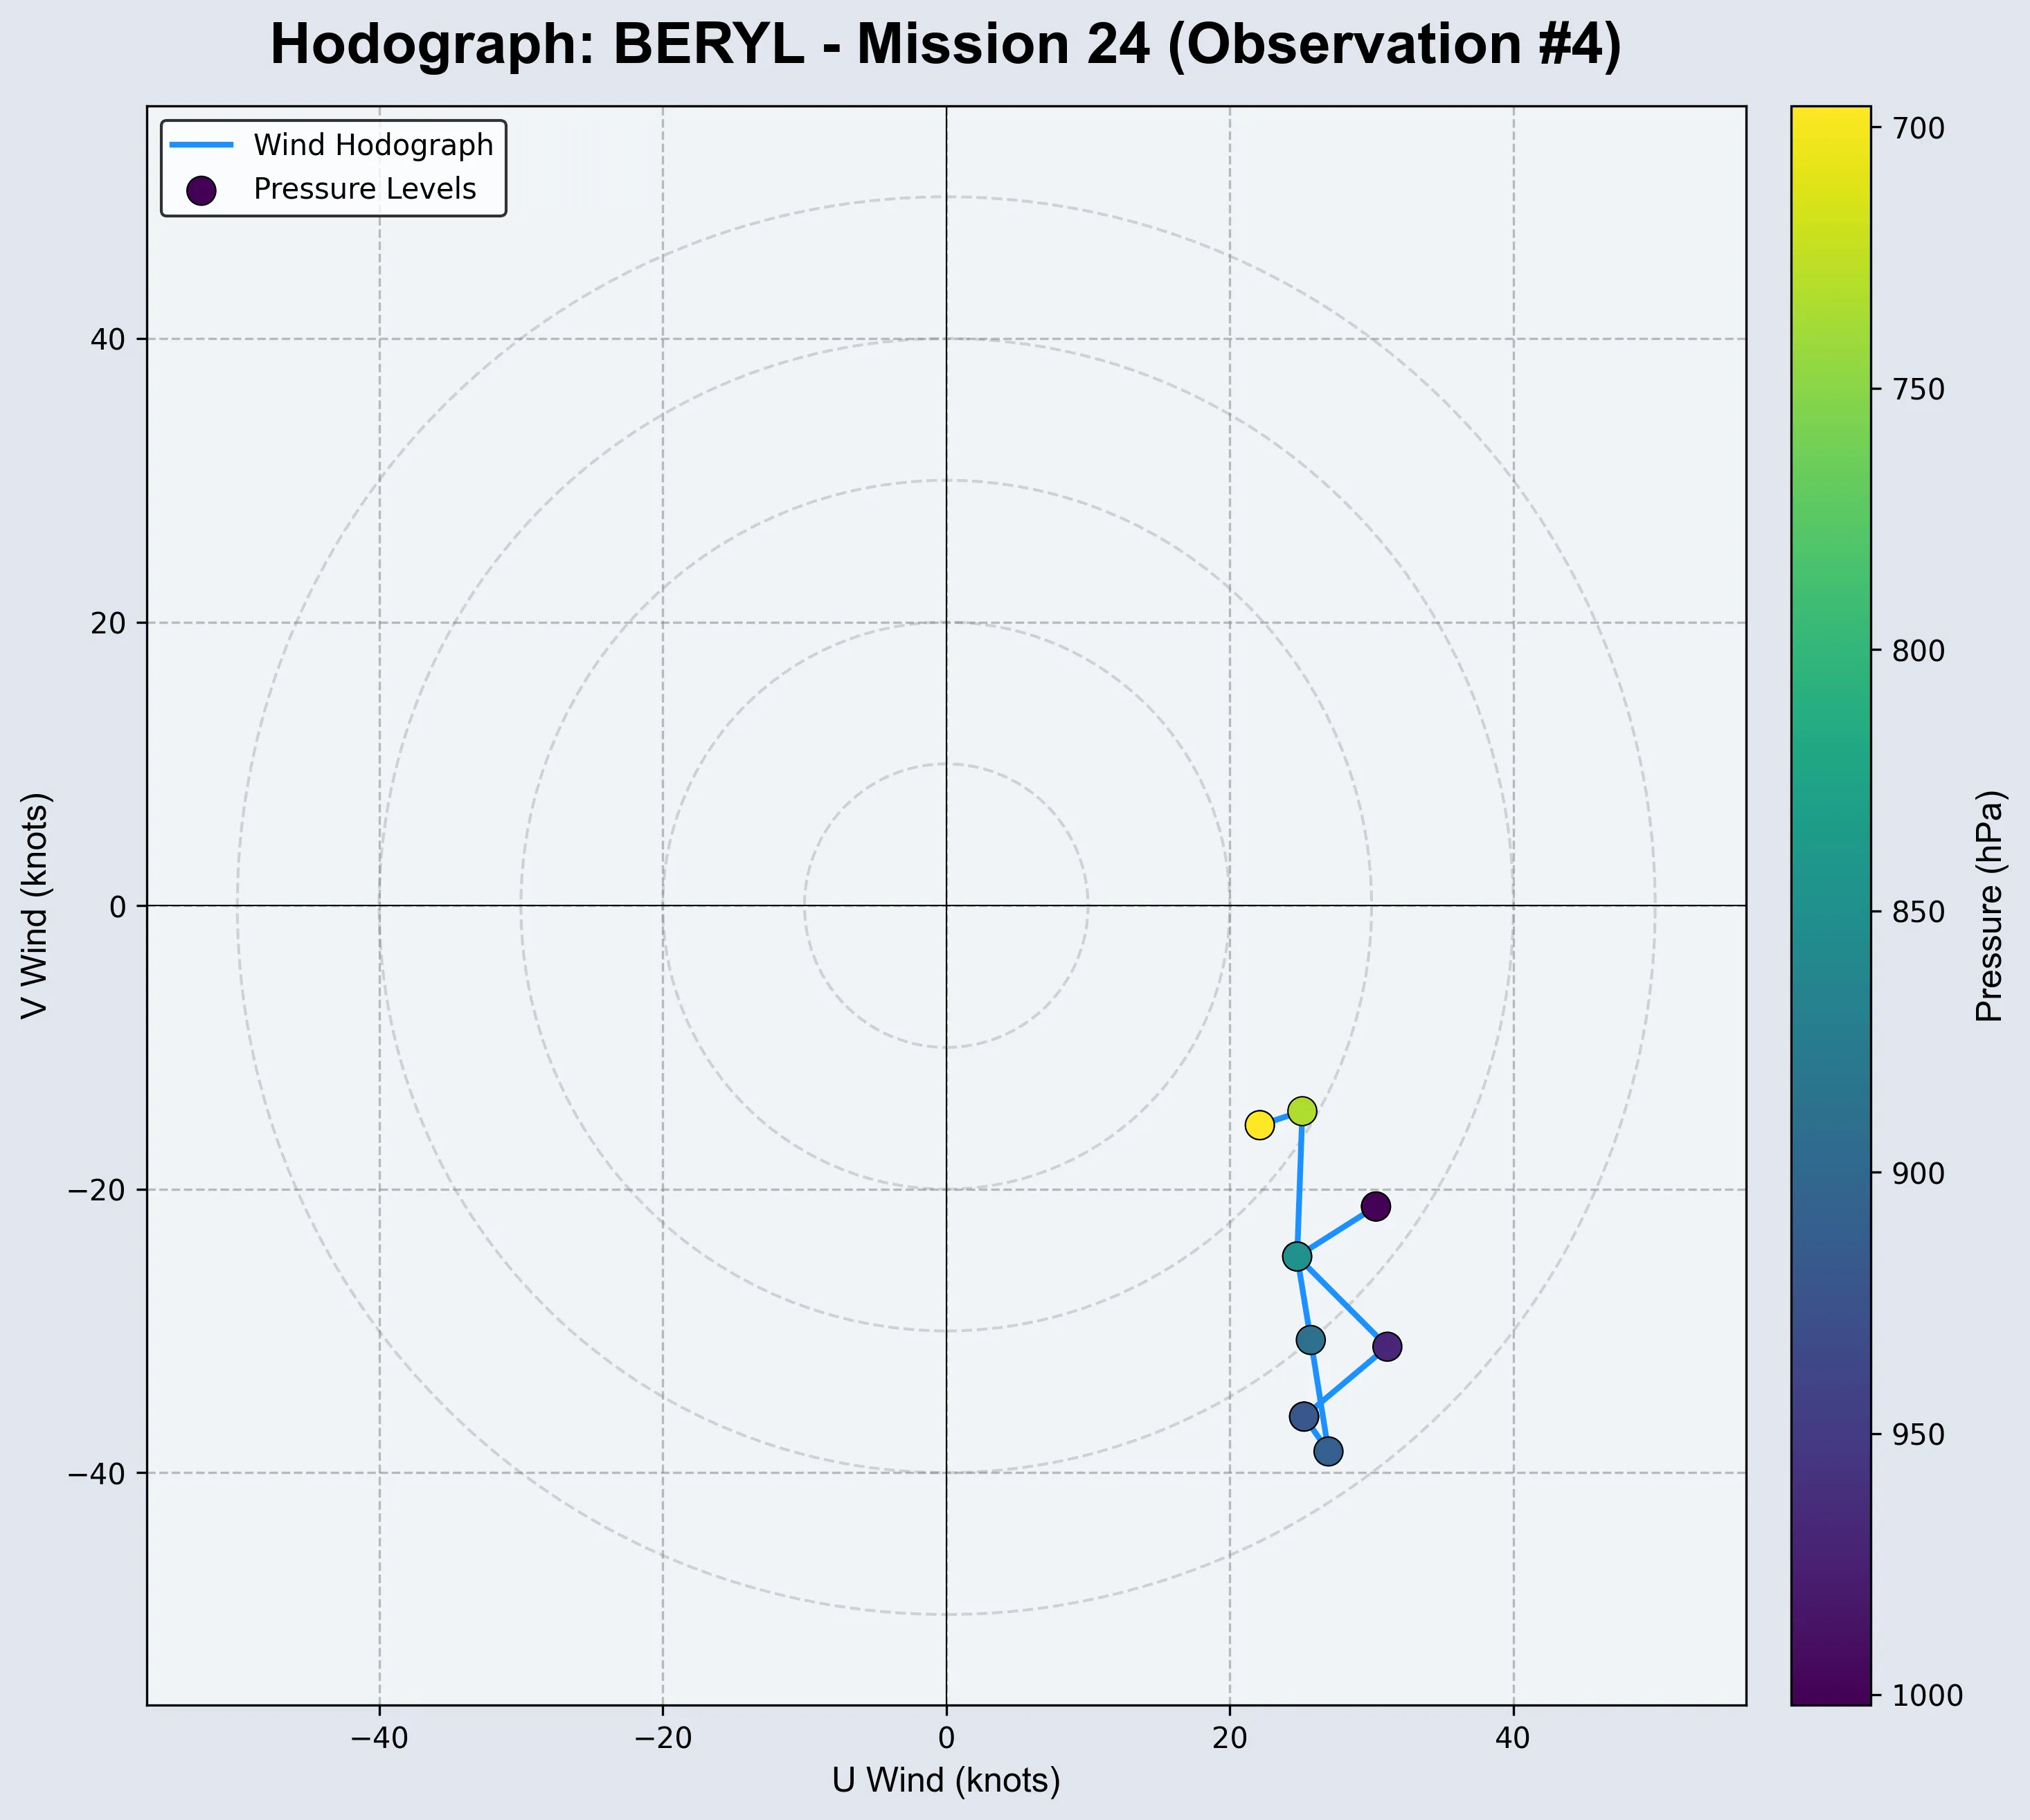 Hodograph: BERYL - Mission 24 (Observation #4)
Wind Hodograph
Pressure Levels
40
20
0
−20
−40
V Wind (knots)
−40
−20
0
20
40
U Wind (knots)
700
750
800
850
900
950
1000
Pressure (hPa)